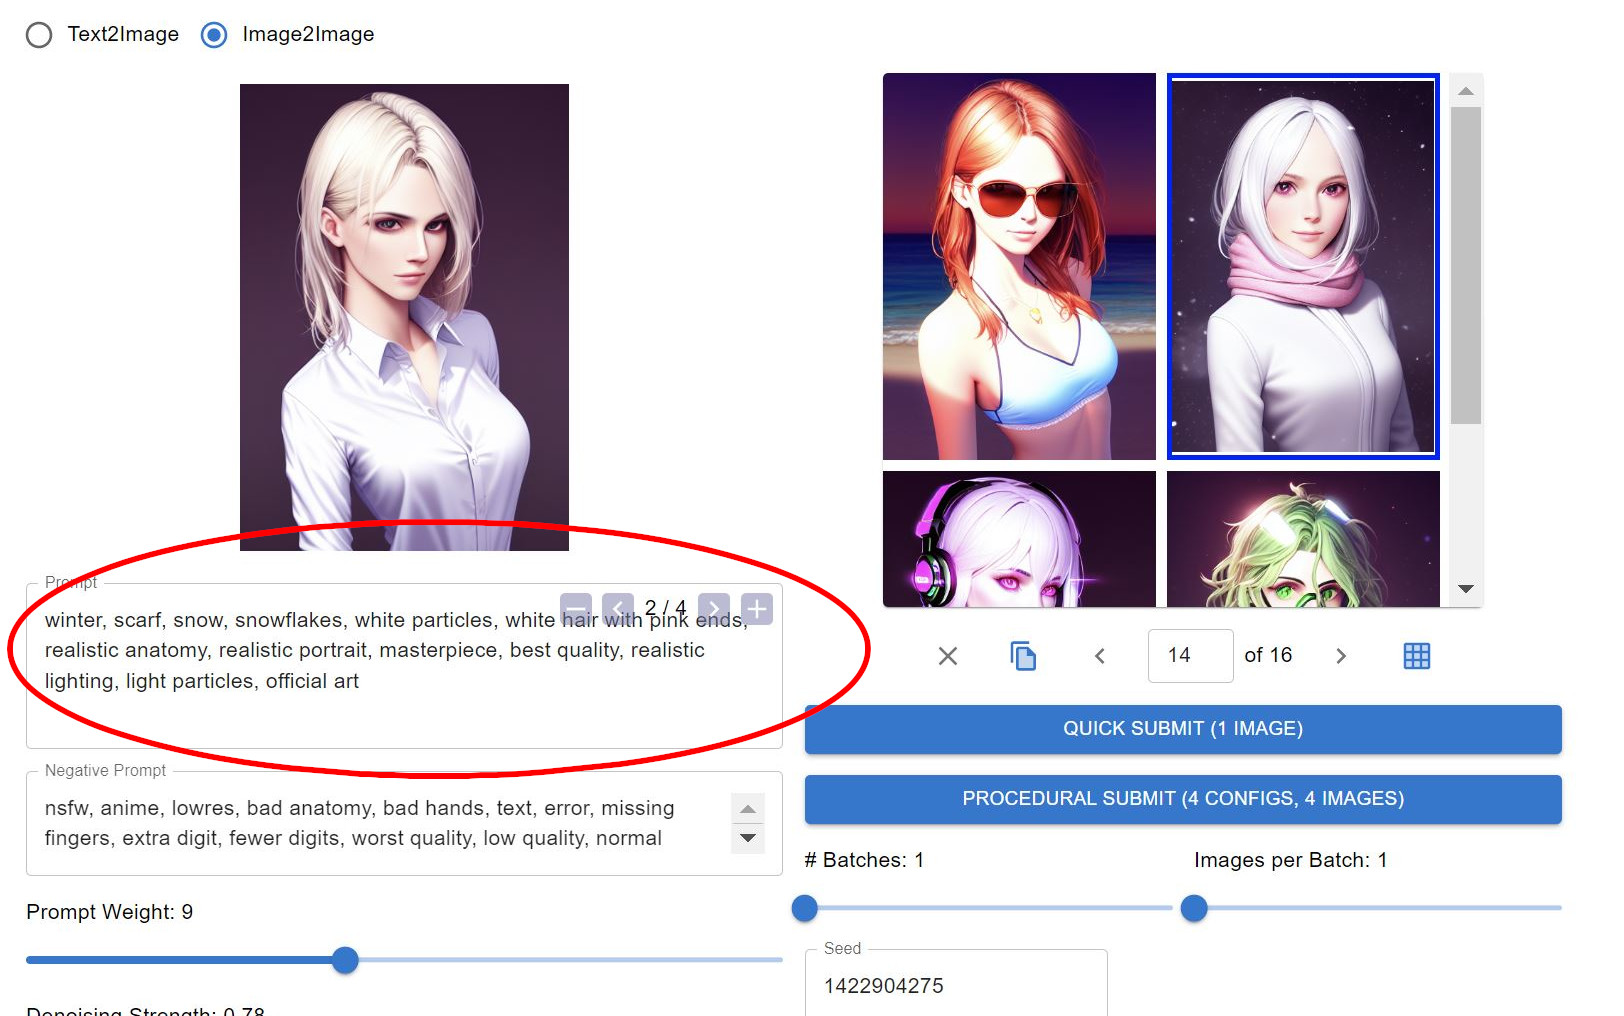 Text2Image
Image2Image
Prompt
2 / 4
winter, scarf, snow, snowflakes, white particles, white hair with pink ends,
realistic anatomy, realistic portrait, masterpiece, best quality, realistic
lighting, light particles, official art
Negative Prompt
nsfw, anime, lowres, bad anatomy, bad hands, text, error, missing
fingers, extra digit, fewer digits, worst quality, low quality, normal
Prompt Weight: 9
Denoising Strength: 0.78
14
of 16
QUICK SUBMIT (1 IMAGE)
PROCEDURAL SUBMIT (4 CONFIGS, 4 IMAGES)
# Batches: 1
Images per Batch: 1
Seed
1422904275